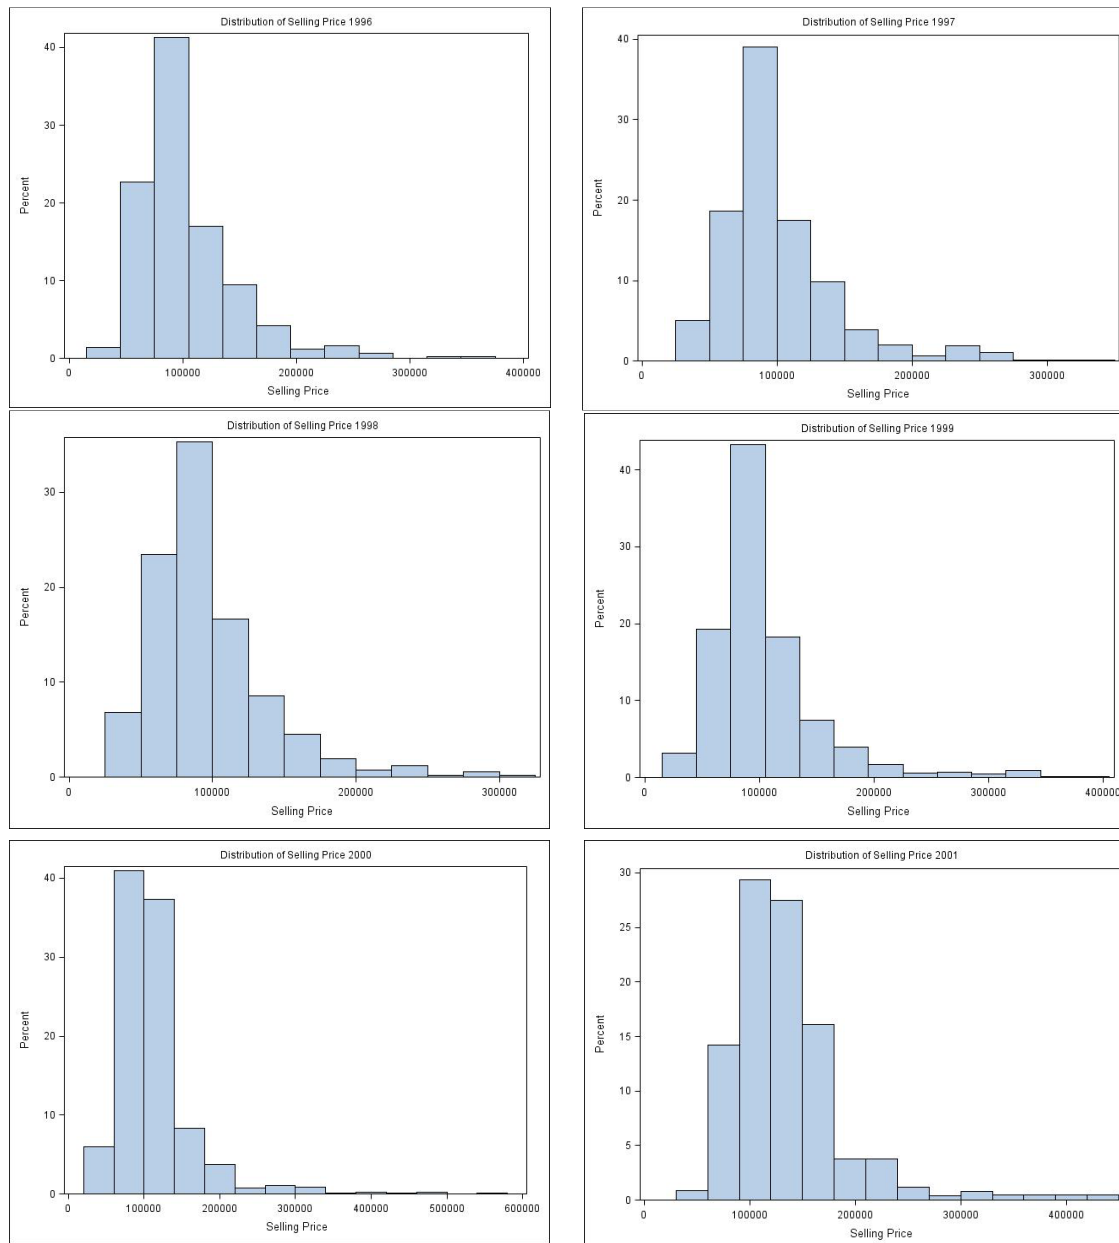 Distribution of Selling Price 1996
40
30
20
10
0
Percent
0 100000 200000 300000 400000
Selling Price
Distribution of Selling Price 1997
40
30
20
10
0
Percent
0 100000 200000 300000
Selling Price
Distribution of Selling Price 1998
30
20
10
0
Percent
0 100000 200000 300000
Selling Price
Distribution of Selling Price 1999
40
30
20
10
0
Percent
0 100000 200000 300000 400000
Selling Price
Distribution of Selling Price 2000
40
30
20
10
0
Percent
0 100000 200000 300000 400000 500000 600000
Selling Price
Distribution of Selling Price 2001
30
25
20
15
10
5
0
Percent
0 100000 200000 300000 400000
Selling Price